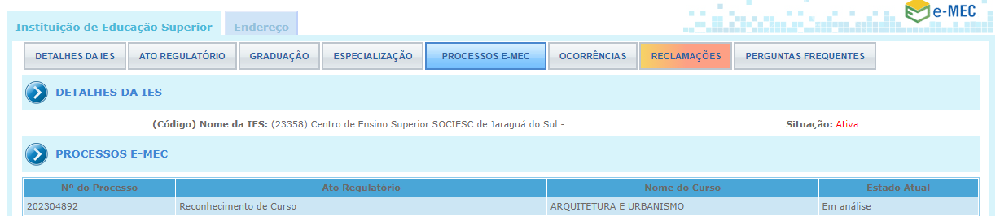 e-MEC
Instituição de Educação Superior Endereço
DETALHES DA IES ATO REGULATÓRIO GRADUAÇÃO ESPECIALIZAÇÃO PROCESSOS E-MEC OCORRÊNCIAS RECLAMAÇÕES PERGUNTAS FREQUENTES
DETALHES DA IES
(Código) Nome da IES: (23358) Centro de Ensino Superior SOCIESC de Jaraguá do Sul - Situação: Ativa
PROCESSOS E-MEC
Nº do Processo Ato Regulatório Nome do Curso Estado Atual
202304892 Reconhecimento de Curso ARQUITETURA E URBANISMO Em análise